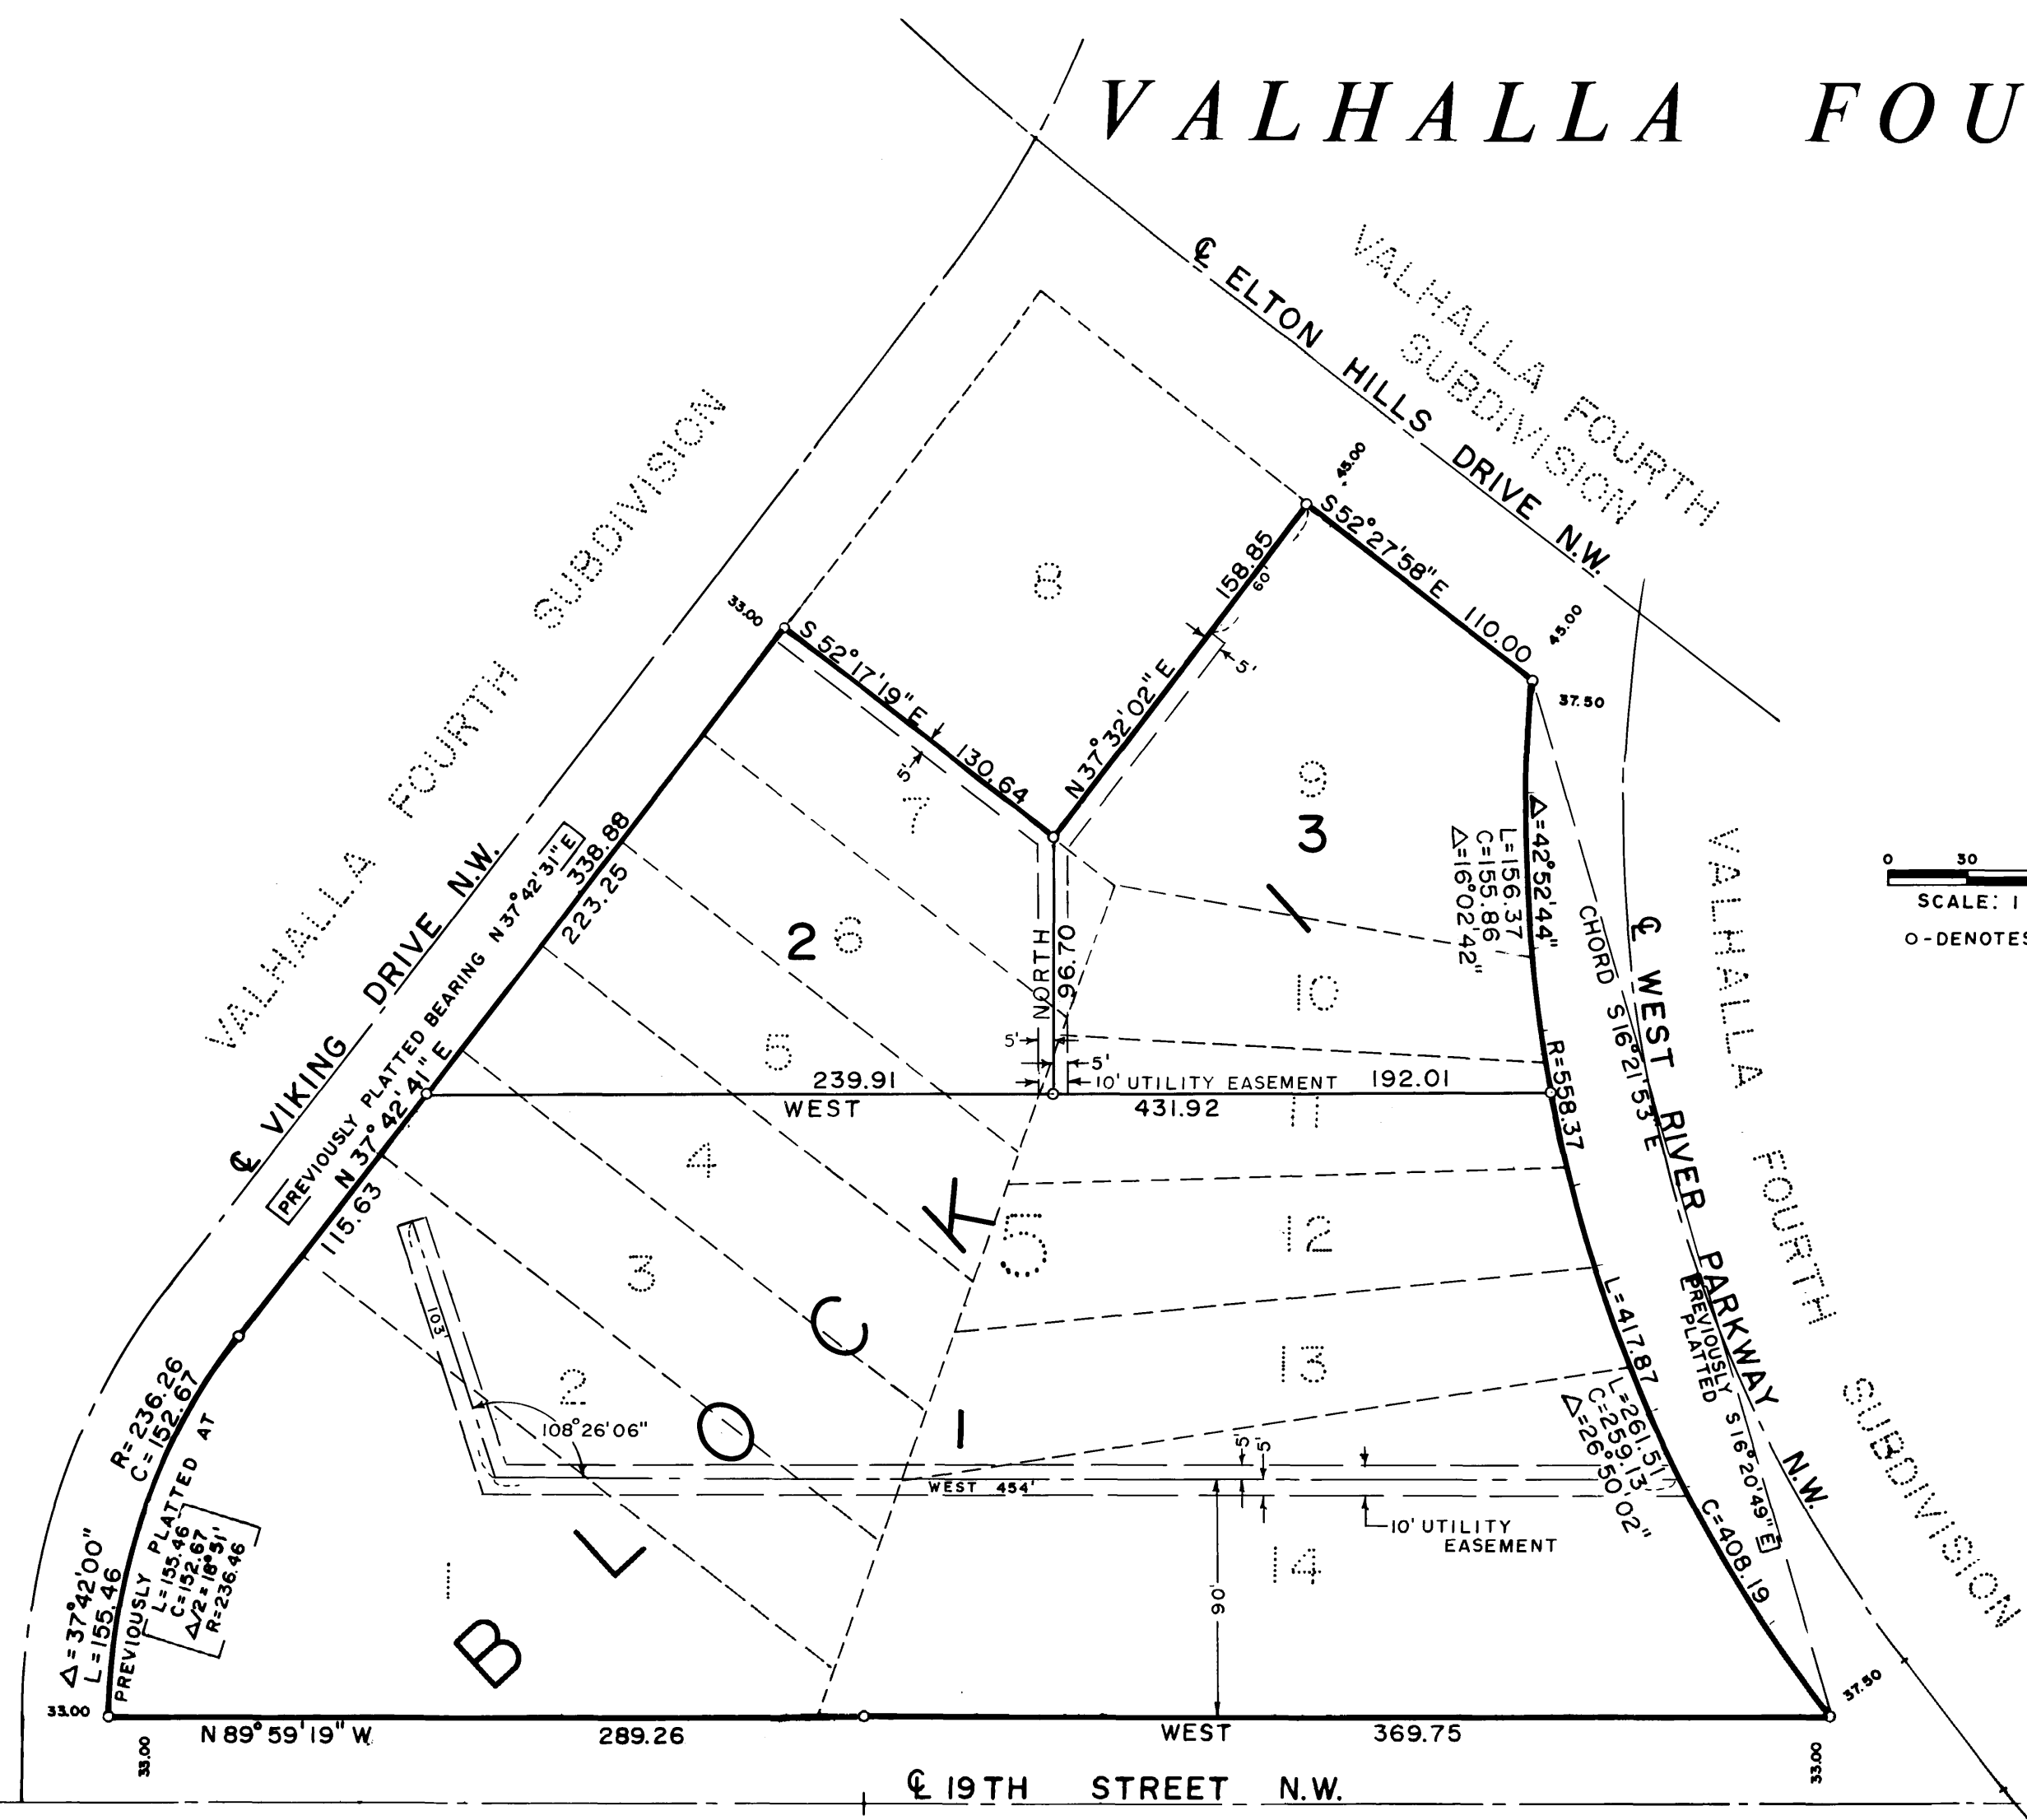 VALHALLA FOU
℄ ELTON HILLS DRIVE N.W.
VALHALLA FOURTH
SUBDIVISION
45.00
S 52° 27' 58" E 110.00
45.00
37.50
8
158.85
60'
N 37° 32' 02" E
5'
33.00
S 52° 17' 19" E 130.64
5'
7
VALHALLA FOURTH SUBDIVISION
℄ VIKING DRIVE N.W.
PREVIOUSLY PLATTED BEARING N 37° 42' 31" E
338.88
223.25
N 37° 42' 41" E
115.63
9
3
1
2
6
10
5
NORTH
96.70
5'
5'
10' UTILITY EASEMENT
239.91
192.01
WEST
431.92
11
Δ=42° 52' 44"
L=156.37
C=155.86
Δ=16° 02' 42"
CHORD S 16° 21' 53" E
R=558.37
℄ WEST RIVER PARKWAY N.W.
VALHALLA FOURTH SUBDIVISION
0 30
SCALE: 1
○-DENOTES
4
3
5
12
13
2
103'
108° 26' 06"
BLOCK 1
L=417.87
PREVIOUSLY
PLATTED
S 16° 20' 49" E
L=261.51
C=259.13
Δ=26° 50' 02"
C=408.19
R=236.26
C=152.67
Δ=37° 42' 00"
L=155.46
PREVIOUSLY PLATTED AT
L=155.46
C=152.67
Δ/2=18° 51'
R=236.46
WEST 454'
5'
5'
10' UTILITY
EASEMENT
90'
1
14
33.00
33.00
N 89° 59' 19" W
289.26
WEST
369.75
37.50
33.00
℄ 19TH STREET N.W.